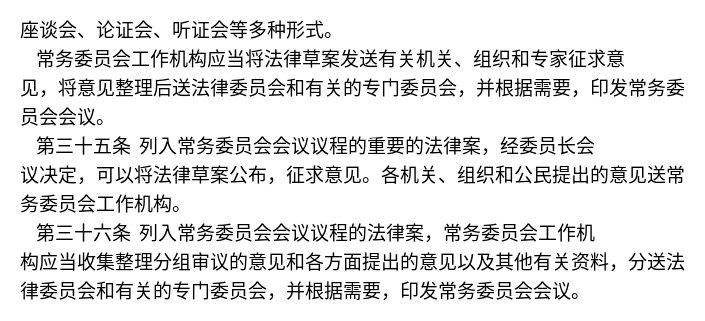 座谈会、论证会、听证会等多种形式。
常务委员会工作机构应当将法律草案发送有关机关、组织和专家征求意
见，将意见整理后送法律委员会和有关的专门委员会，并根据需要，印发常务委
员会会议。
第三十五条 列入常务委员会会议议程的重要的法律案，经委员长会
议决定，可以将法律草案公布，征求意见。各机关、组织和公民提出的意见送常
务委员会工作机构。
第三十六条 列入常务委员会会议议程的法律案，常务委员会工作机
构应当收集整理分组审议的意见和各方面提出的意见以及其他有关资料，分送法
律委员会和有关的专门委员会，并根据需要，印发常务委员会会议。